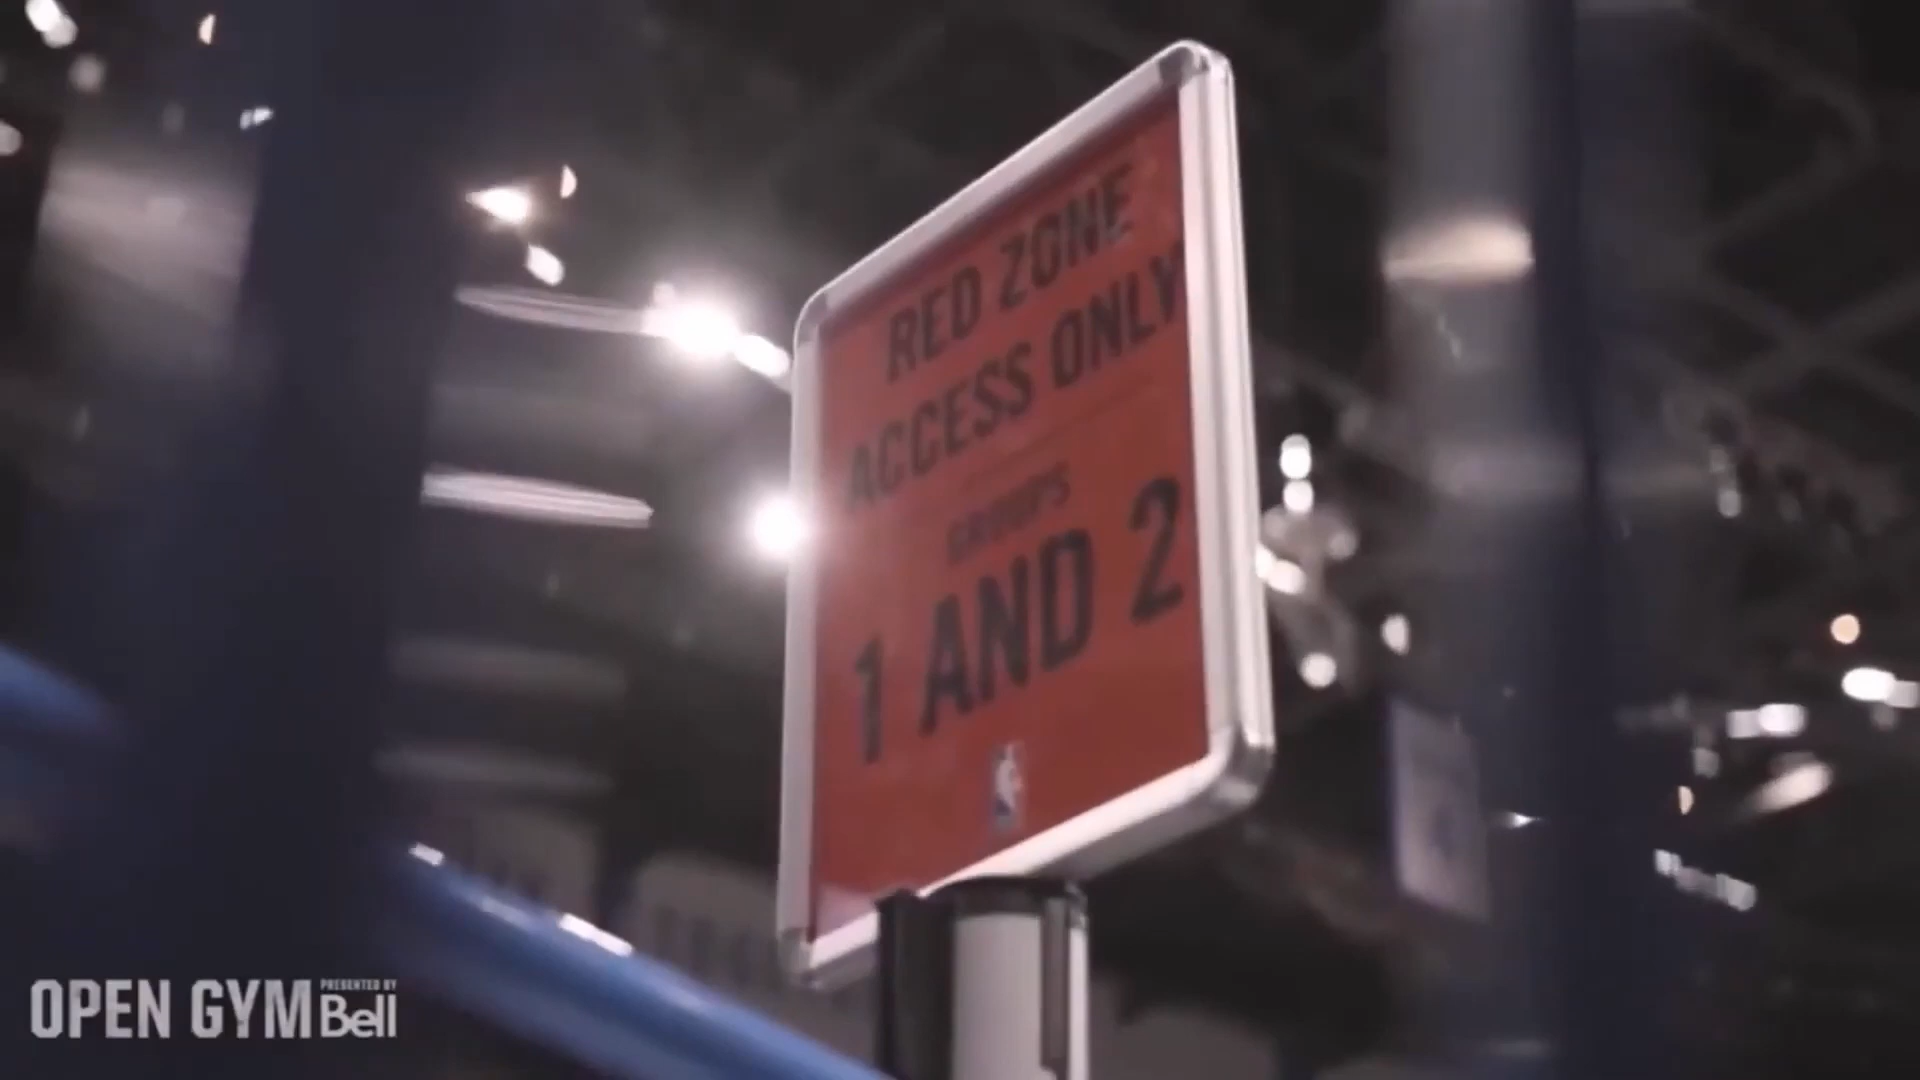 RED ZONE
ACCESS ONLY
GROUPS
1 AND 2
OPEN GYM PRESENTED BY Bell